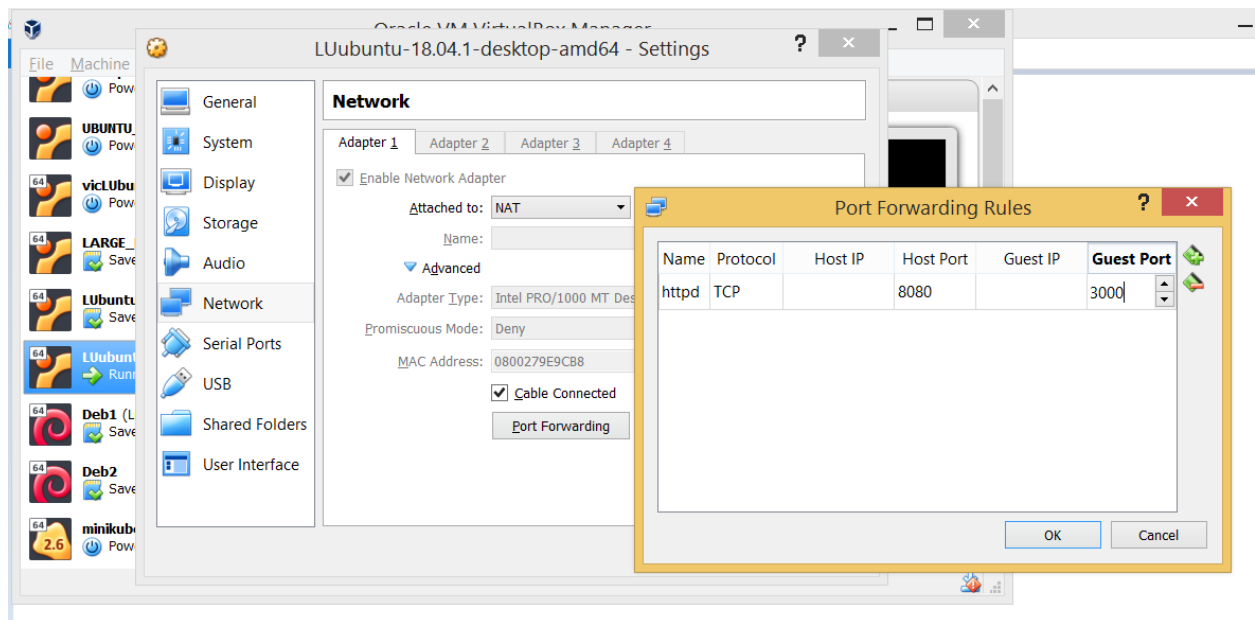 Oracle VM VirtualBox Manager
File Machine
64
UBUNTU_
64
vicLUbu
64
LARGE_
Save
64
LUbuntu
Save
64
LUubunt
Runn
64
Deb1 (L
Save
64
Deb2
Save
64
2.6
minikub
LUubuntu-18.04.1-desktop-amd64 - Settings
?
General
System
Display
Storage
Audio
Network
Serial Ports
USB
Shared Folders
User Interface
Network
Adapter 1 Adapter 2 Adapter 3 Adapter 4
Enable Network Adapter
Attached to: NAT
Name:
Advanced
Adapter Type: Intel PRO/1000 MT Des
Promiscuous Mode: Deny
MAC Address: 0800279E9CB8
Cable Connected
Port Forwarding
Port Forwarding Rules
?
Name Protocol Host IP Host Port Guest IP Guest Port
httpd TCP 8080 3000
OK Cancel